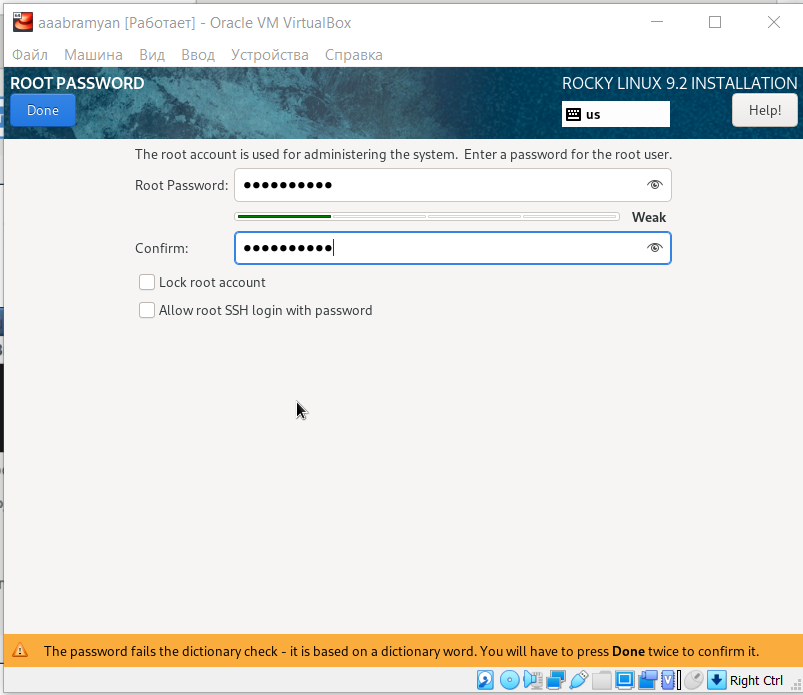 aaabramyan [Работает] - Oracle VM VirtualBox
Файл Машина Вид Ввод Устройства Справка
ROOT PASSWORD
ROCKY LINUX 9.2 INSTALLATION
Done
us
Help!
The root account is used for administering the system. Enter a password for the root user.
Root Password: ●●●●●●●●●●
Weak
Confirm: ●●●●●●●●●●
Lock root account
Allow root SSH login with password
The password fails the dictionary check - it is based on a dictionary word. You will have to press Done twice to confirm it.
Right Ctrl